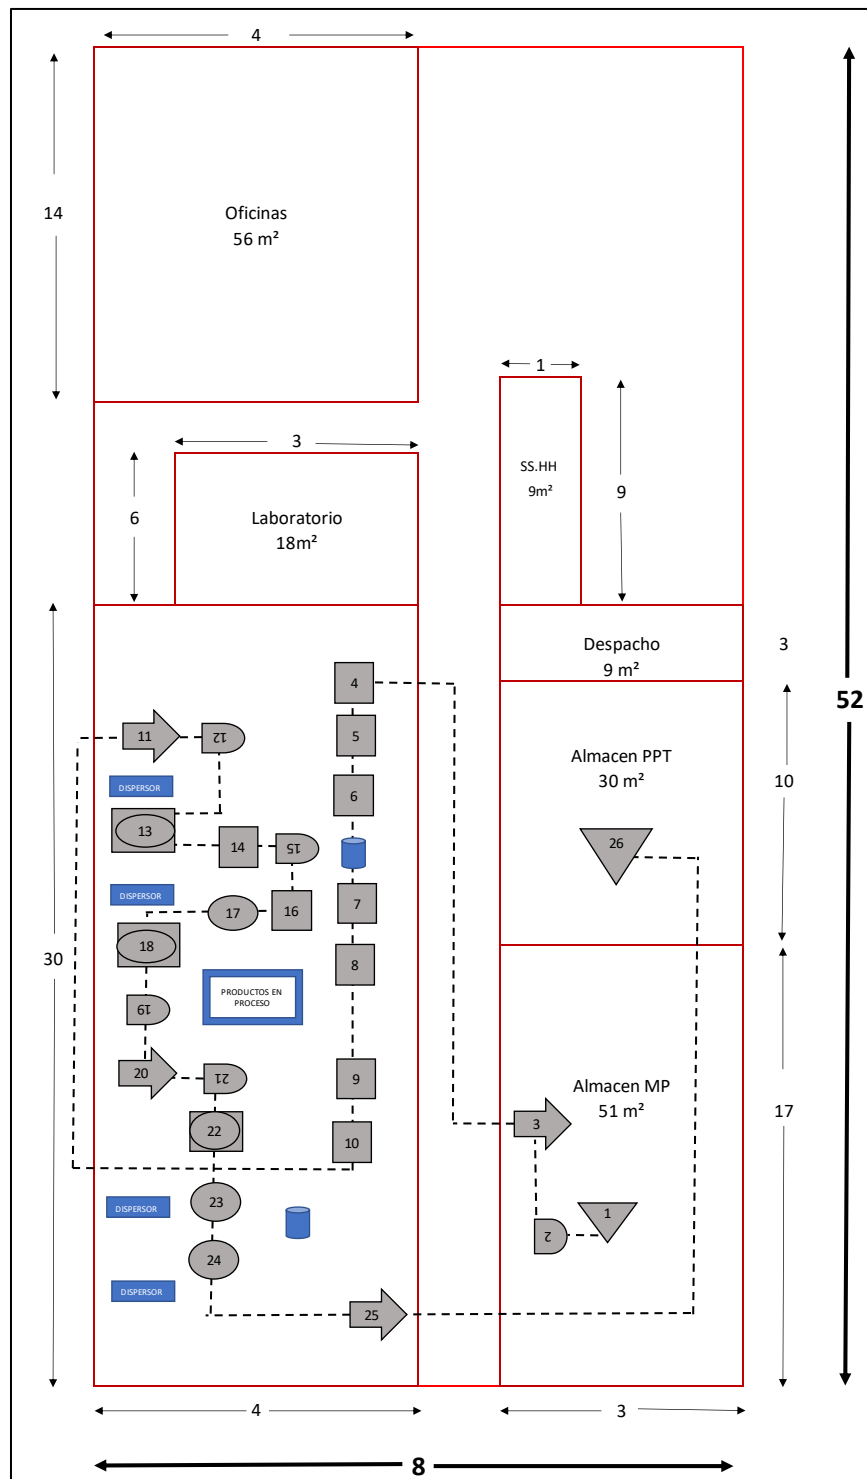 4
14
Oficinas
56 m²
1
3
SS.HH
9m²
9
6
Laboratorio
18m²
Despacho
9 m²
3
52
4
11
12
5
Almacen PPT
30 m²
10
DISPERSOR
6
13
14
15
26
DISPERSOR
7
16
17
18
8
30
PRODUCTOS EN
PROCESO
19
20
21
9
Almacen MP
51 m²
17
3
22
10
DISPERSOR
23
1
2
24
DISPERSOR
25
4
3
8